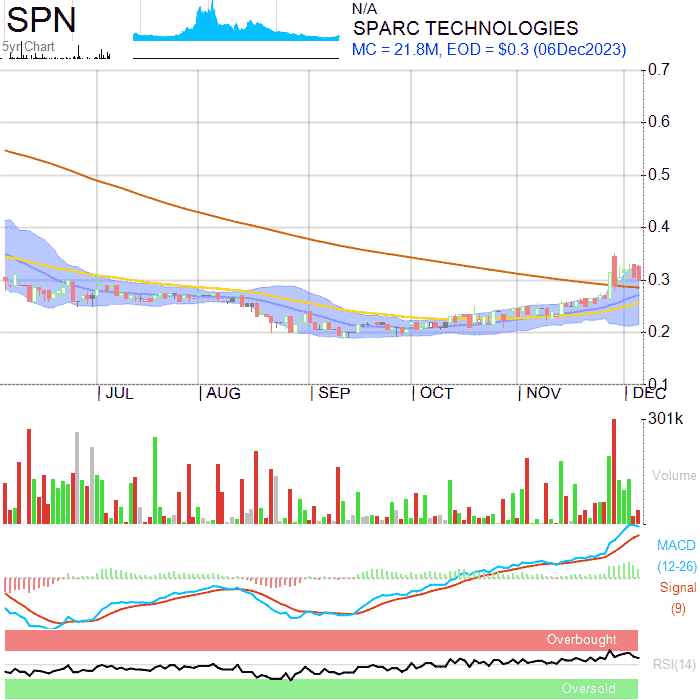 SPN
5yr Chart
N/A
SPARC TECHNOLOGIES
MC = 21.8M, EOD = $0.3 (06Dec2023)
0.7
0.6
0.5
0.4
0.3
0.2
0.1
JUL AUG SEP OCT NOV DEC
301k
Volume
MACD
(12-26)
Signal
(9)
Overbought
RSI(14)
Oversold